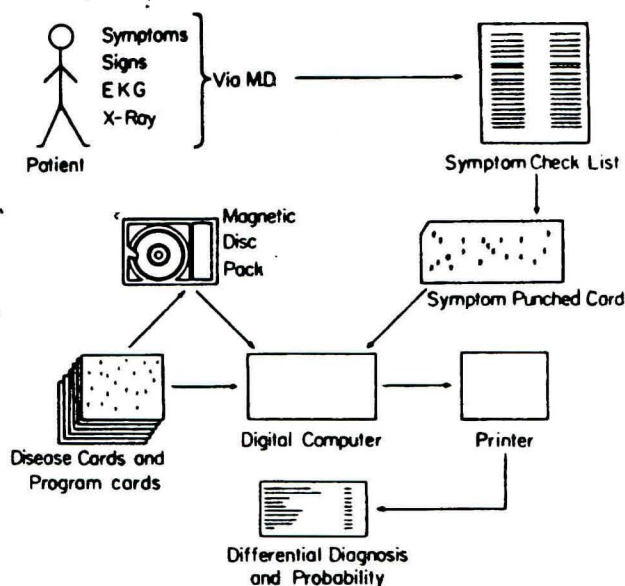 Symptoms
Signs
EKG
X-Ray
Via M.D.
Patient
Symptom Check List
Magnetic
Disc
Pack
Symptom Punched Card
Digital Computer
Printer
Disease Cards and
Program cards
Differential Diagnosis
and Probability